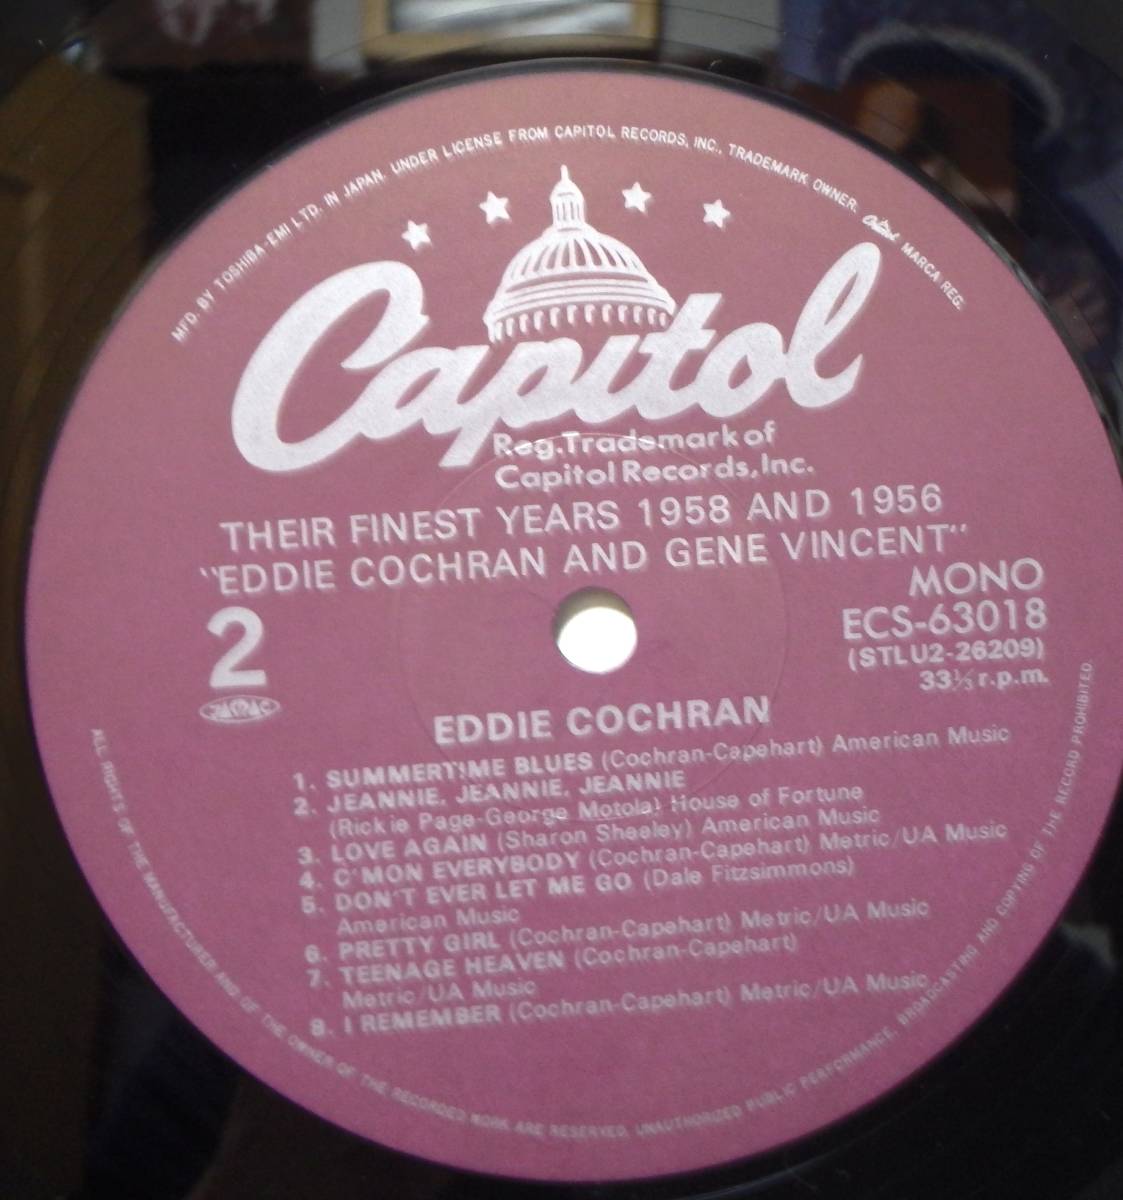 MFD. BY TOSHIBA-EMI LTD. IN JAPAN. UNDER LICENSE FROM CAPITOL RECORDS, INC., TRADEMARK OWNER. Capitol MARCA REG.
Capitol
Reg. Trademark of
Capitol Records, Inc.
THEIR FINEST YEARS 1958 AND 1956
"EDDIE COCHRAN AND GENE VINCENT"
MONO
2
ECS-63018
(STLU2-26209)
33⅓ r.p.m.
JASRAC
EDDIE COCHRAN
1. SUMMERTIME BLUES (Cochran-Capehart) American Music
2. JEANNIE, JEANNIE, JEANNIE
(Rickie Page-George Motola) House of Fortune
3. LOVE AGAIN (Sharon Sheeley) American Music
4. C'MON EVERYBODY (Cochran-Capehart) Metric/UA Music
5. DON'T EVER LET ME GO (Dale Fitzsimmons)
American Music
6. PRETTY GIRL (Cochran-Capehart) Metric/UA Music
7. TEENAGE HEAVEN (Cochran-Capehart)
Metric/UA Music
8. I REMEMBER (Cochran-Capehart) Metric/UA Music
ALL RIGHTS OF THE MANUFACTURER AND OF THE OWNER OF THE RECORDED WORK ARE RESERVED. UNAUTHORIZED PUBLIC PERFORMANCE, BROADCASTING AND COPYING OF THE RECORD PROHIBITED.